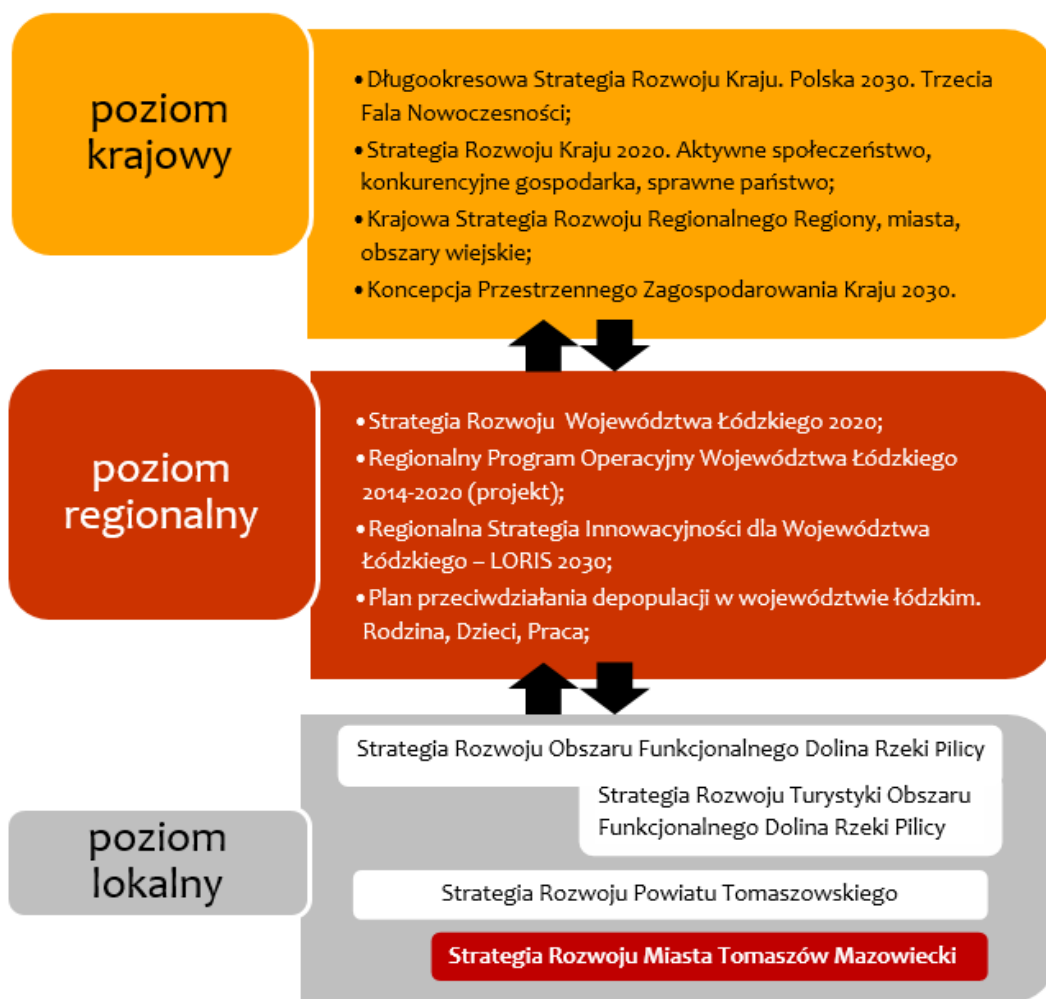 poziom
krajowy
•Długookresowa Strategia Rozwoju Kraju. Polska 2030. Trzecia
Fala Nowoczesności;
•Strategia Rozwoju Kraju 2020. Aktywne społeczeństwo,
konkurencyjne gospodarka, sprawne państwo;
•Krajowa Strategia Rozwoju Regionalnego Regiony, miasta,
obszary wiejskie;
•Koncepcja Przestrzennego Zagospodarowania Kraju 2030.
poziom
regionalny
•Strategia Rozwoju Województwa Łódzkiego 2020;
•Regionalny Program Operacyjny Województwa Łódzkiego
2014-2020 (projekt);
•Regionalna Strategia Innowacyjności dla Województwa
Łódzkiego – LORIS 2030;
•Plan przeciwdziałania depopulacji w województwie łódzkim.
Rodzina, Dzieci, Praca;
poziom
lokalny
Strategia Rozwoju Obszaru Funkcjonalnego Dolina Rzeki Pilicy
Strategia Rozwoju Turystyki Obszaru
Funkcjonalnego Dolina Rzeki Pilicy
Strategia Rozwoju Powiatu Tomaszowskiego
Strategia Rozwoju Miasta Tomaszów Mazowiecki